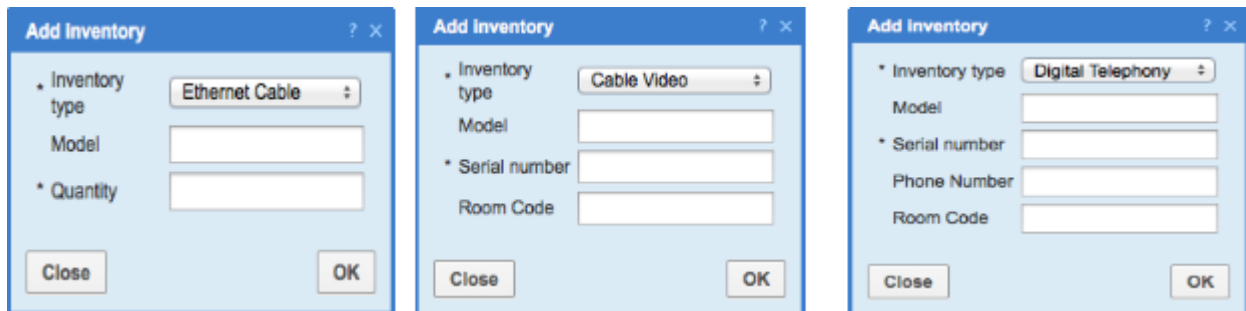 Add Inventory ? ×
* Inventory type Ethernet Cable
Model
* Quantity
Close OK
Add Inventory ? ×
* Inventory type Cable Video
Model
* Serial number
Room Code
Close OK
Add Inventory ? ×
* Inventory type Digital Telephony
Model
* Serial number
Phone Number
Room Code
Close OK